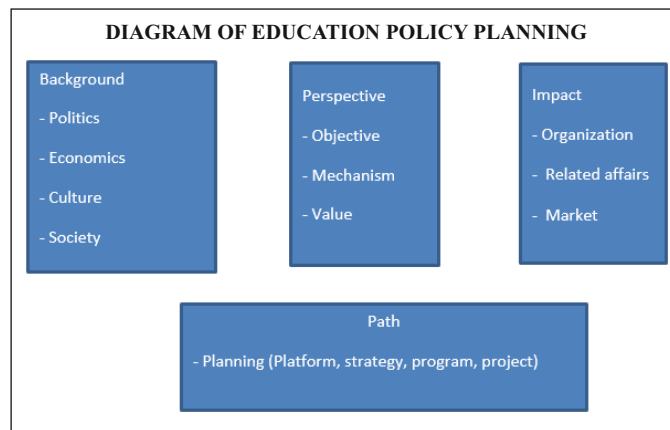 DIAGRAM OF EDUCATION POLICY PLANNING
Background
- Politics
- Economics
- Culture
- Society
Perspective
- Objective
- Mechanism
- Value
Impact
- Organization
- Related affairs
- Market
Path
- Planning (Platform, strategy, program, project)